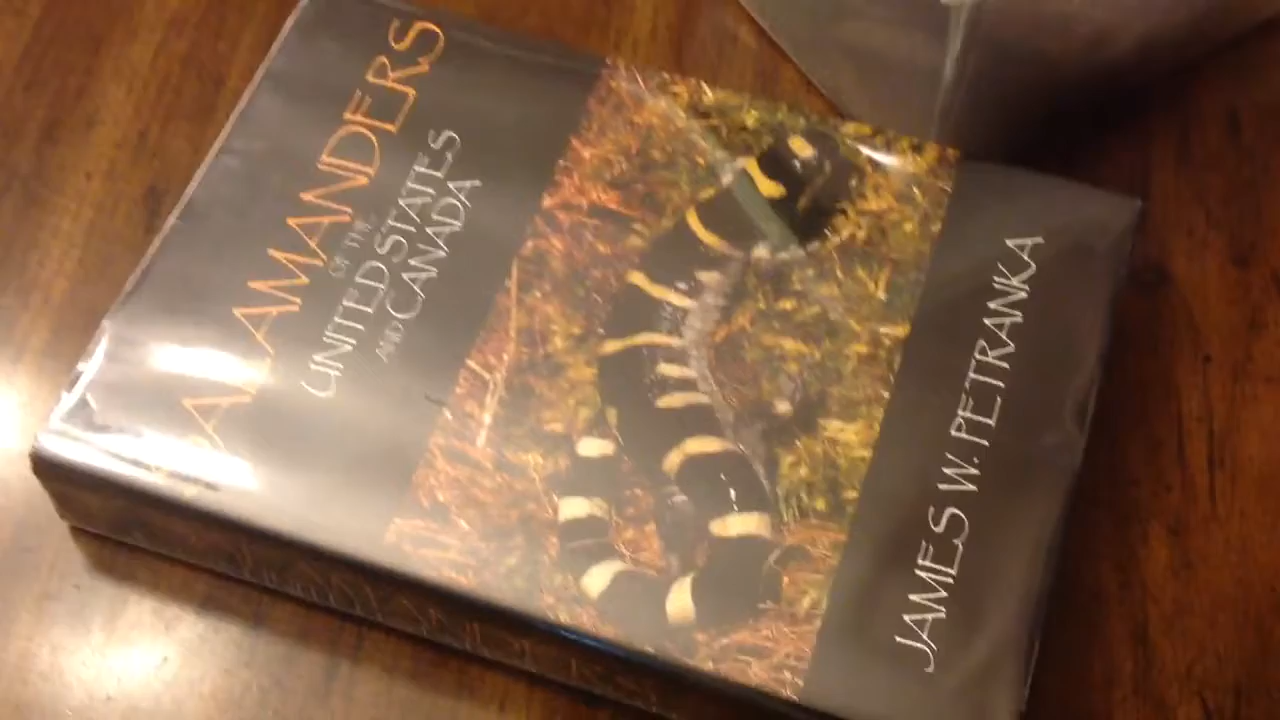 SALAMANDERS
OF THE
UNITED STATES
AND CANADA
JAMES W. PETRANKA